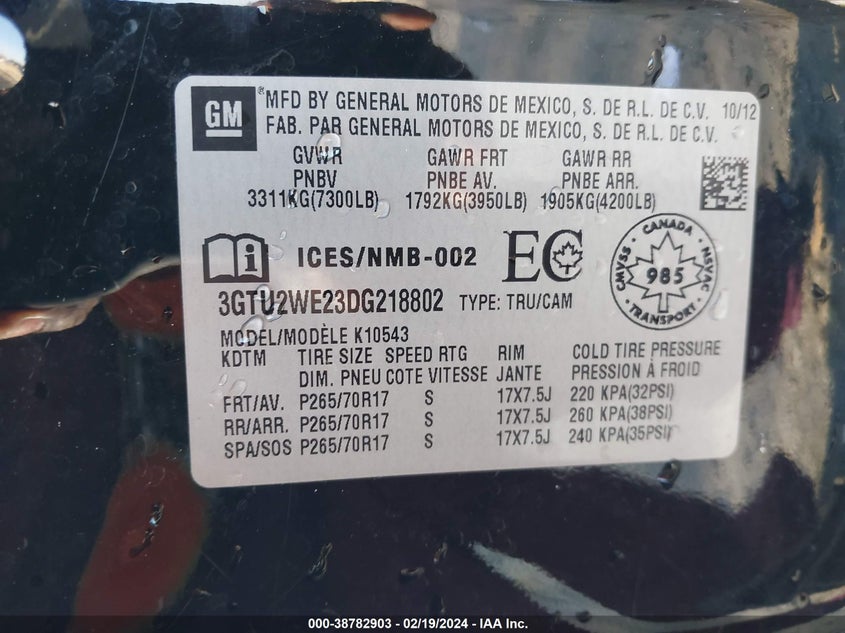 GM ® MFD BY GENERAL MOTORS DE MEXICO, S. DE R.L. DE C.V. 10/12
FAB. PAR GENERAL MOTORS DE MEXICO, S. DE R.L. DE C.V.
GVWR GAWR FRT GAWR RR
PNBV PNBE AV. PNBE ARR.
3311KG(7300LB) 1792KG(3950LB) 1905KG(4200LB)
i ICES/NMB-002 EC
CANADA CMVSS NSVAC 985 TRANSPORT
3GTU2WE23DG218802 TYPE: TRU/CAM
MODEL/MODÈLE K10543
KDTM TIRE SIZE SPEED RTG RIM COLD TIRE PRESSURE
DIM. PNEU COTE VITESSE JANTE PRESSION À FROID
FRT/AV. P265/70R17 S 17X7.5J 220 KPA(32PSI)
RR/ARR. P265/70R17 S 17X7.5J 260 KPA(38PSI)
SPA/SOS P265/70R17 S 17X7.5J 240 KPA(35PSI)
000-38782903 - 02/19/2024 - IAA Inc.